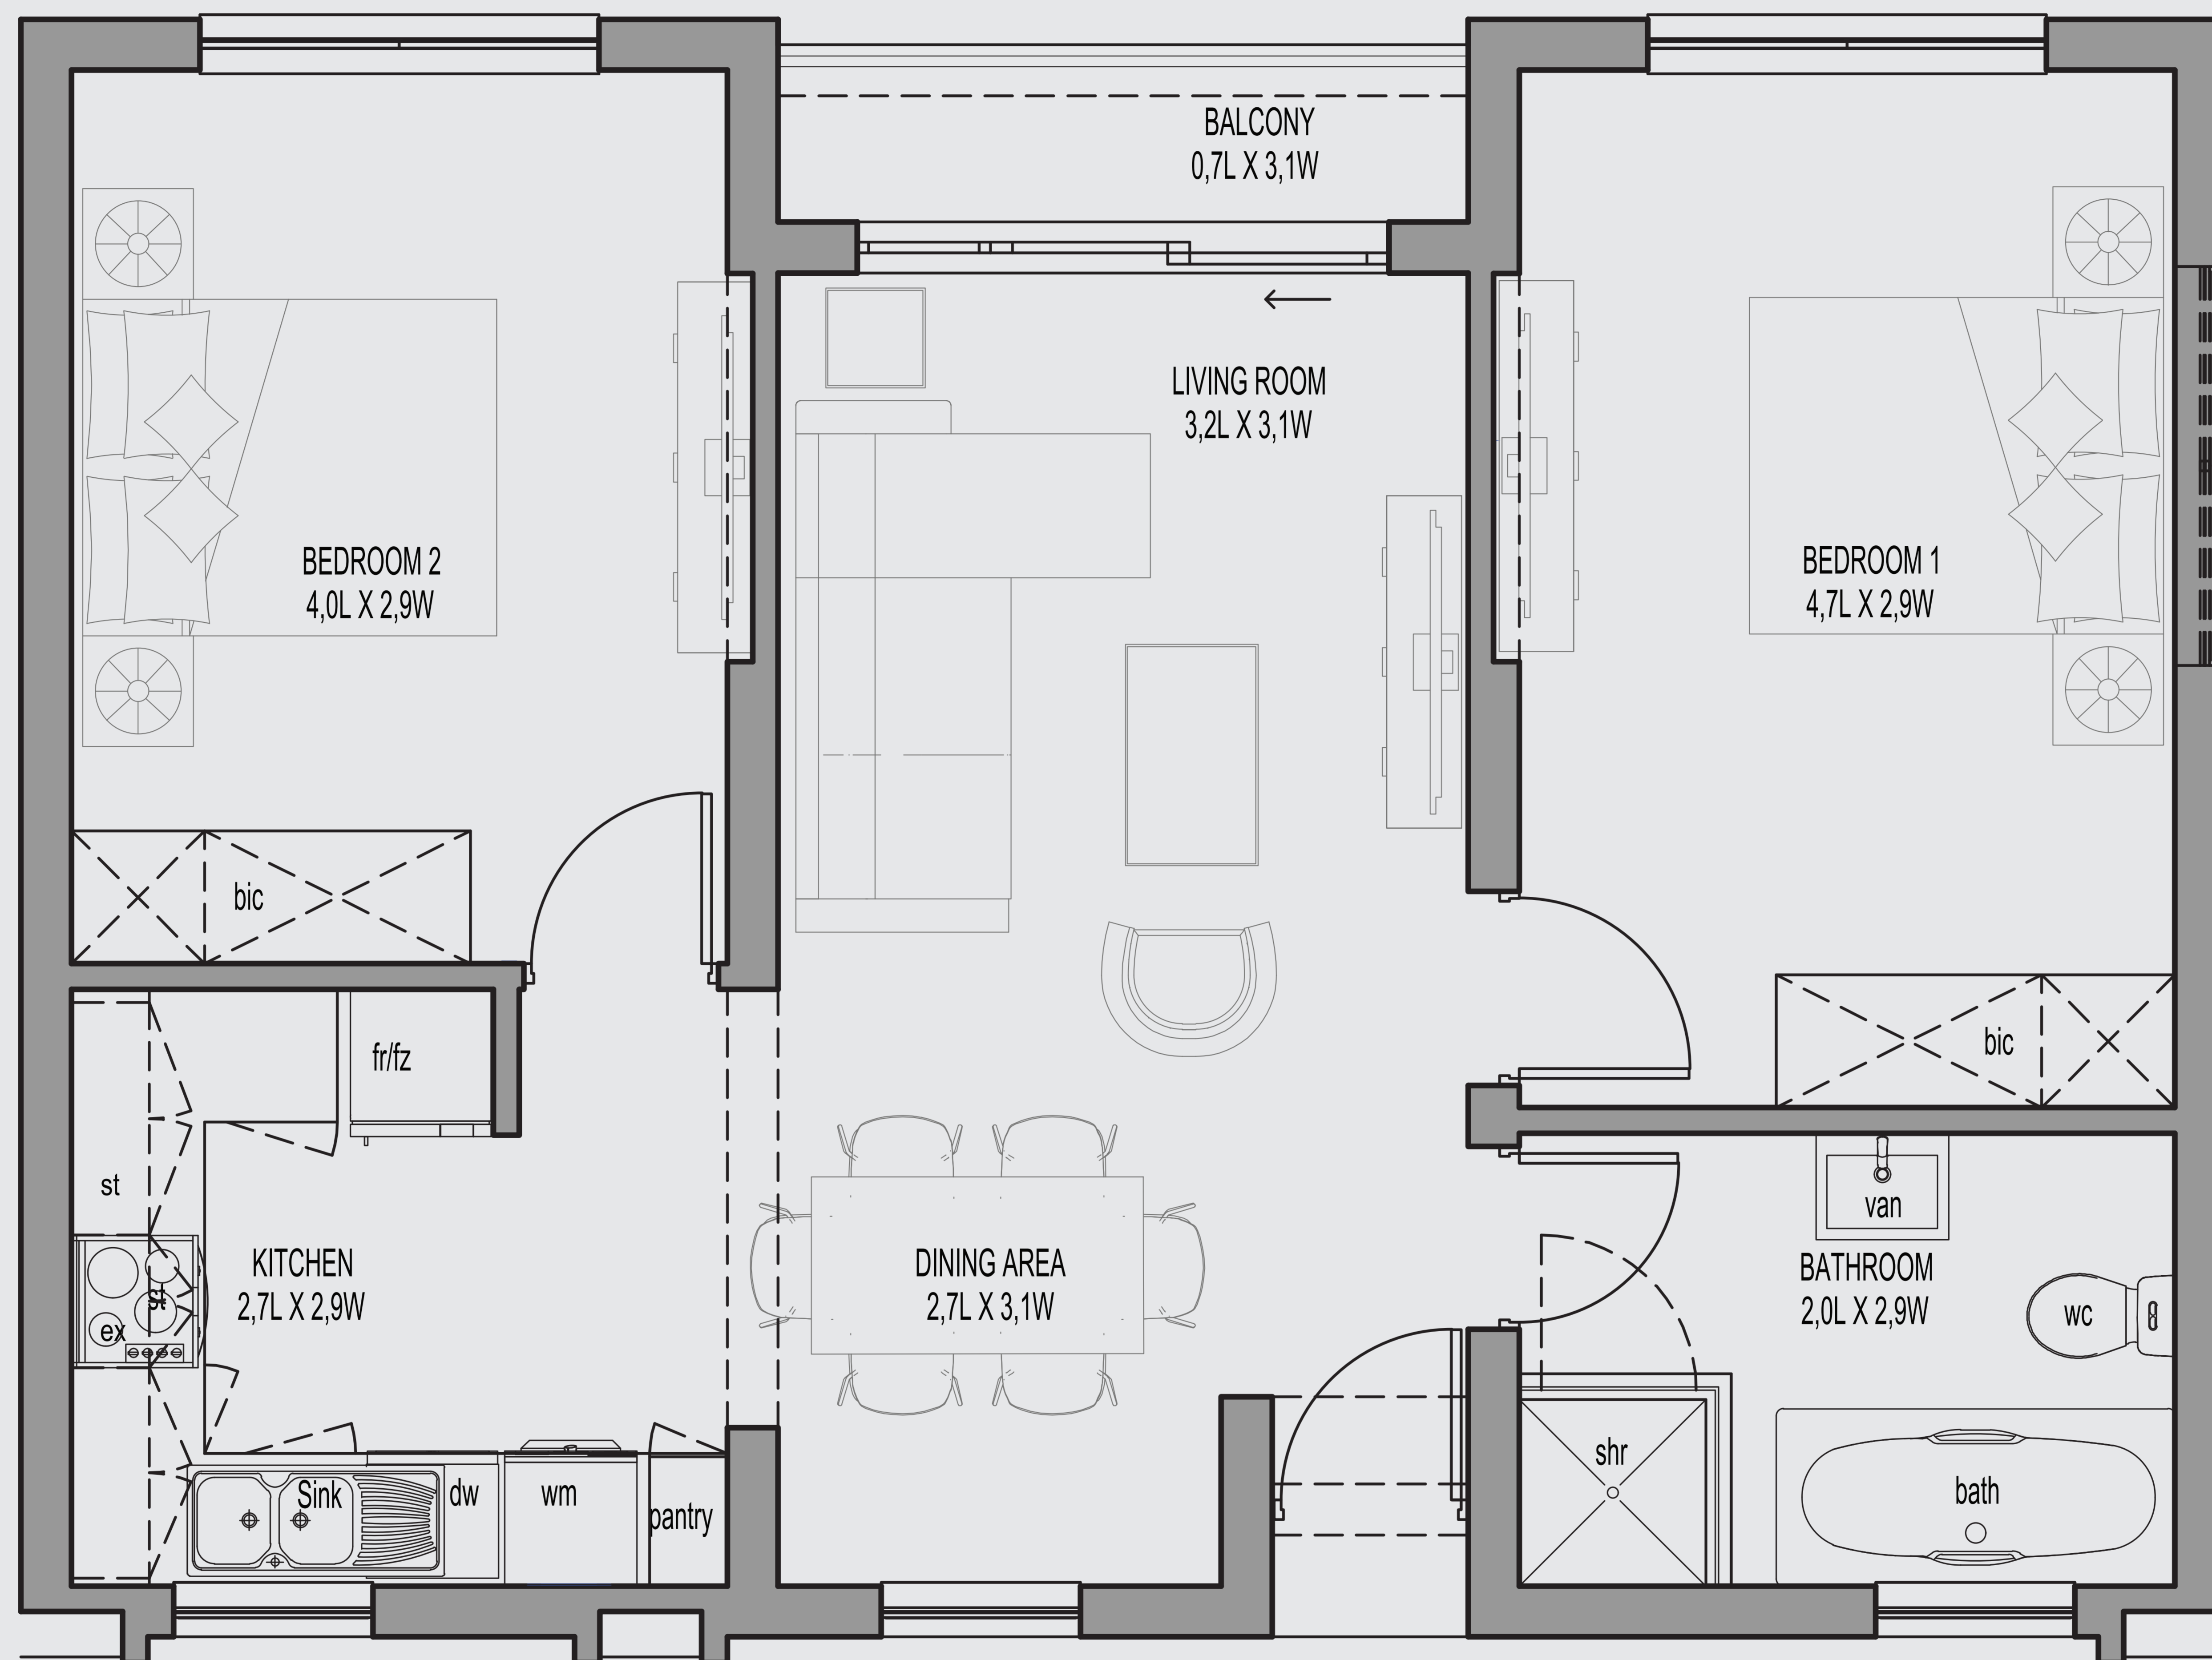 BALCONY
0,7L X 3,1W
LIVING ROOM
3,2L X 3,1W
BEDROOM 2
4,0L X 2,9W
BEDROOM 1
4,7L X 2,9W
bic
bic
fr/fz
st
van
KITCHEN
2,7L X 2,9W
DINING AREA
2,7L X 3,1W
BATHROOM
2,0L X 2,9W
st
ex
wc
shr
Sink
dw
wm
pantry
bath